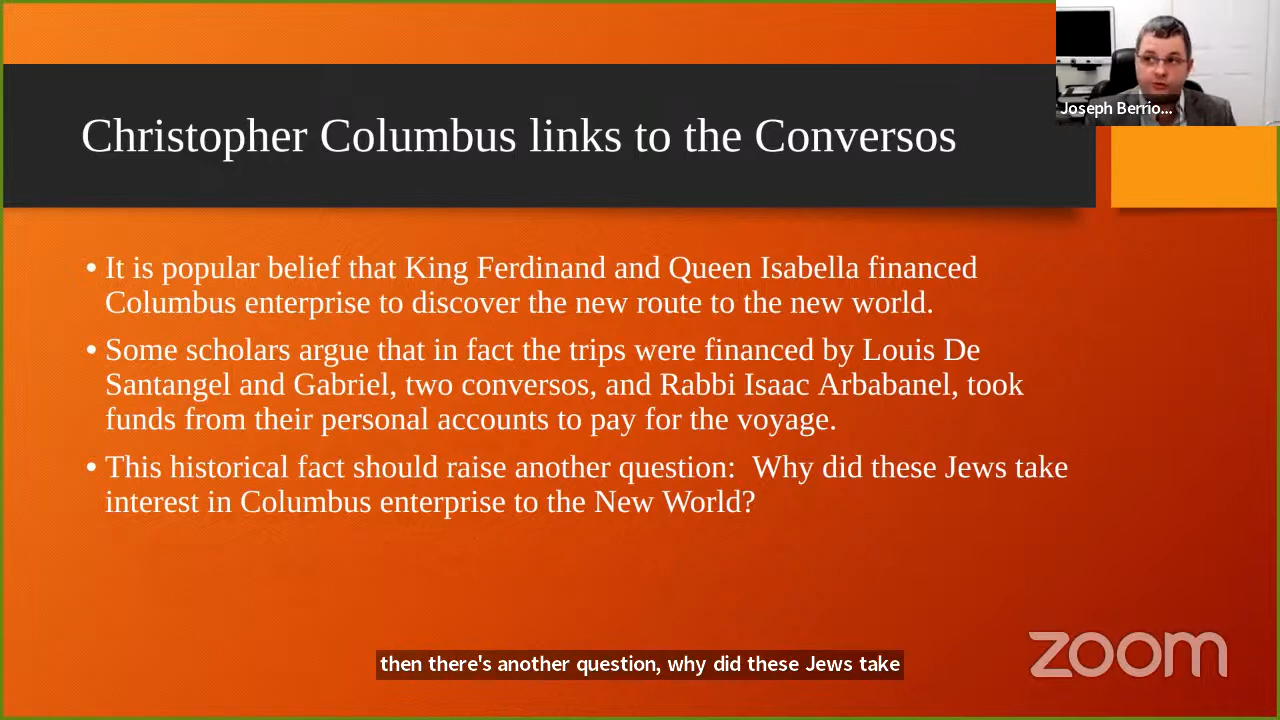 Joseph Berrio...
Christopher Columbus links to the Conversos
• It is popular belief that King Ferdinand and Queen Isabella financed
Columbus enterprise to discover the new route to the new world.
• Some scholars argue that in fact the trips were financed by Louis De
Santangel and Gabriel, two conversos, and Rabbi Isaac Arbabanel, took
funds from their personal accounts to pay for the voyage.
• This historical fact should raise another question:  Why did these Jews take
interest in Columbus enterprise to the New World?
then there's another question, why did these Jews take
zoom